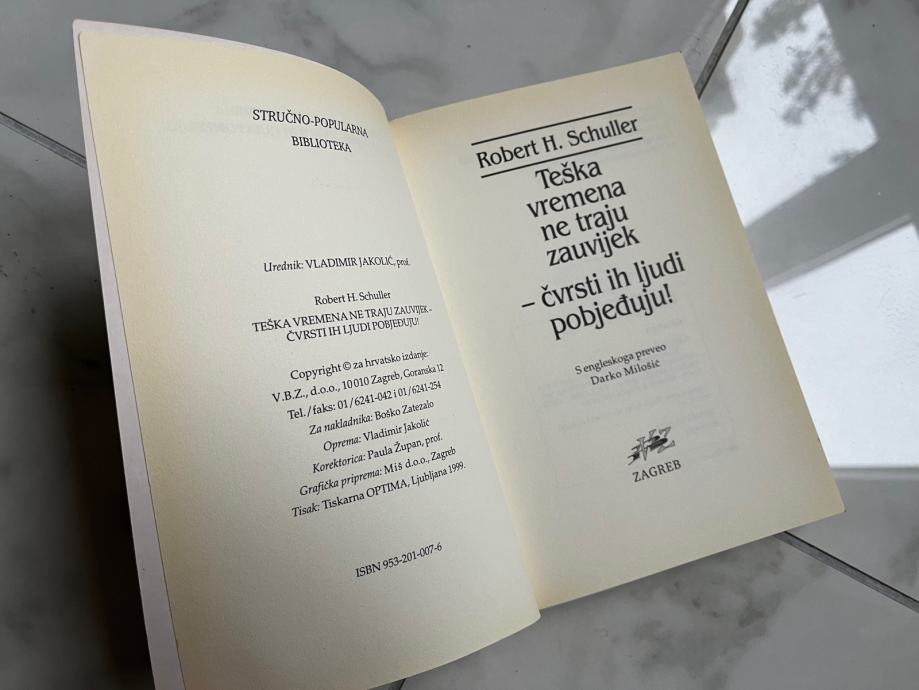 STRUČNO-POPULARNA
BIBLIOTEKA
Urednik: VLADIMIR JAKOLIĆ, prof.
Robert H. Schuller
TEŠKA VREMENA NE TRAJU ZAUVIJEK –
ČVRSTI IH LJUDI POBJEĐUJU!
Copyright © za hrvatsko izdanje:
V.B.Z., d.o.o., 10 010 Zagreb, Goranska 12
Tel./faks: 01/6241-042 i 01/6241-254
Za nakladnika: Boško Zatezalo
Oprema: Vladimir Jakolić
Korektorica: Paula Župan, prof.
Grafička priprema: Miš d.o.o., Zagreb
Tisak: Tiskarna OPTIMA, Ljubljana 1999.
ISBN 953-201-007-6
Robert H. Schuller
Teška
vremena
ne traju
zauvijek
– čvrsti ih ljudi
pobjeđuju!
S engleskoga preveo
Darko Milošić
VBZ
ZAGREB